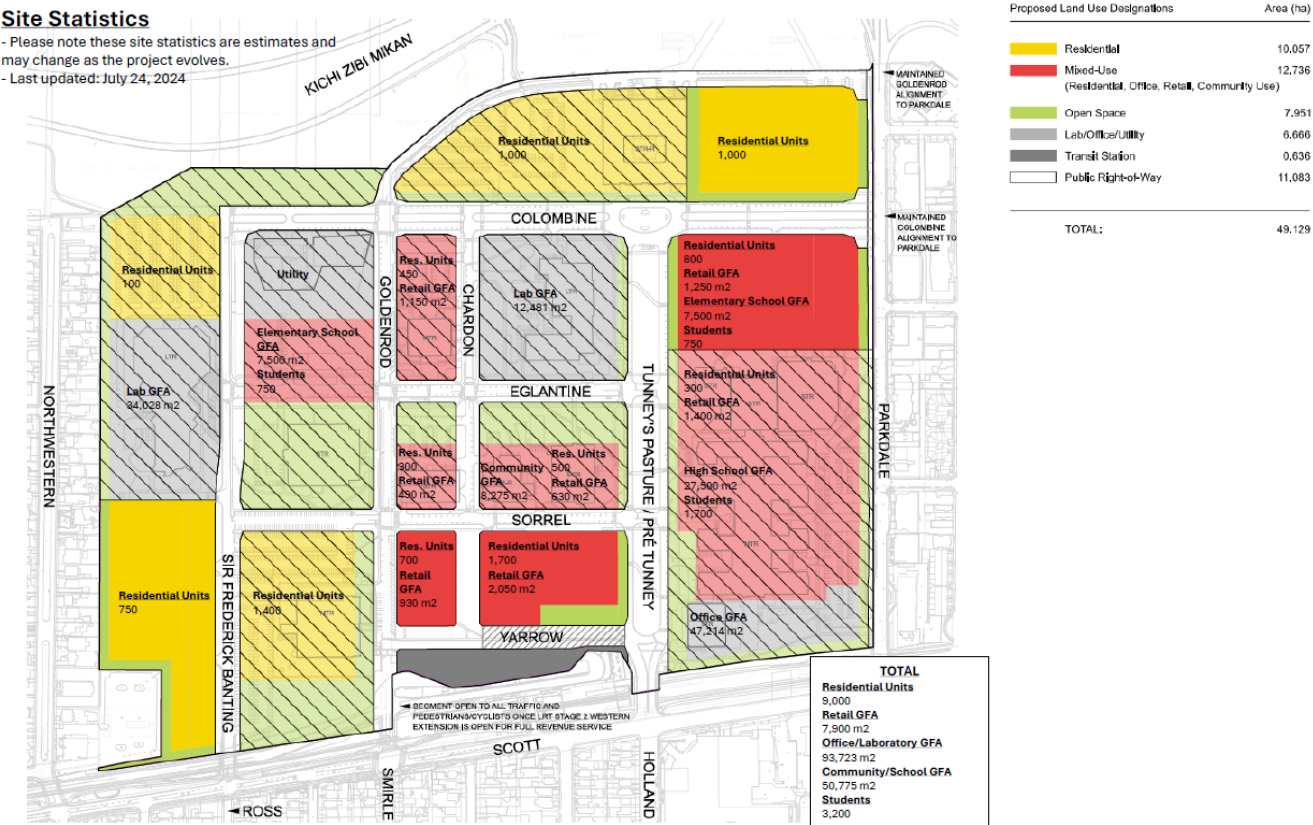 Site Statistics
- Please note these site statistics are estimates and
may change as the project evolves.
- Last updated: July 24, 2024
KICHI ZIBI MIKAN
Proposed Land Use Designations Area (ha)
Residential 10.057
Mixed-Use 12.736
(Residential, Office, Retail, Community Use)
Open Space 7.951
Lab/Office/Utility 6.666
Transit Station 0.636
Public Right-of-Way 11.083
TOTAL: 49.129
MAINTAINED
GOLDENROD
ALIGNMENT
TO PARKDALE
Residential Units
1,000
Residential Units
1,000
COLOMBINE
MAINTAINED
COLOMBINE
ALIGNMENT TO
PARKDALE
Residential Units
100
Utility
Res. Units
450
Retail GFA
1,150 m2
Lab GFA
12,481 m2
Residential Units
800
Retail GFA
1,250 m2
Elementary School GFA
7,500 m2
Students
750
GOLDENROD
CHARDON
Elementary School
GFA
7,500 m2
Students
750
LTR
Lab GFA
34,028 m2
EGLANTINE
TUNNEY'S PASTURE / PRÉ TUNNEY
Residential Units
300
Retail GFA
1,400 m2
STR
STR
NORTHWESTERN
PARKDALE
STR
Res. Units
300
Retail GFA
490 m2
Community
GFA
8,275 m2
Res. Units
500
Retail GFA
630 m2
High School GFA
27,500 m2
Students
1,700
SORREL
Res. Units
700
Retail
GFA
930 m2
Residential Units
1,700
Retail GFA
2,050 m2
SIR FREDERICK BANTING
Residential Units
750
Residential Units
1,400
Office GFA
47,214 m2
YARROW
SEGMENT OPEN TO ALL TRAFFIC AND
PEDESTRIANS/CYCLISTS ONCE LRT STAGE 2 WESTERN
EXTENSION IS OPEN FOR FULL REVENUE SERVICE
SCOTT
SMIRLE
HOLLAND
ROSS
TOTAL
Residential Units
9,000
Retail GFA
7,900 m2
Office/Laboratory GFA
93,723 m2
Community/School GFA
50,775 m2
Students
3,200